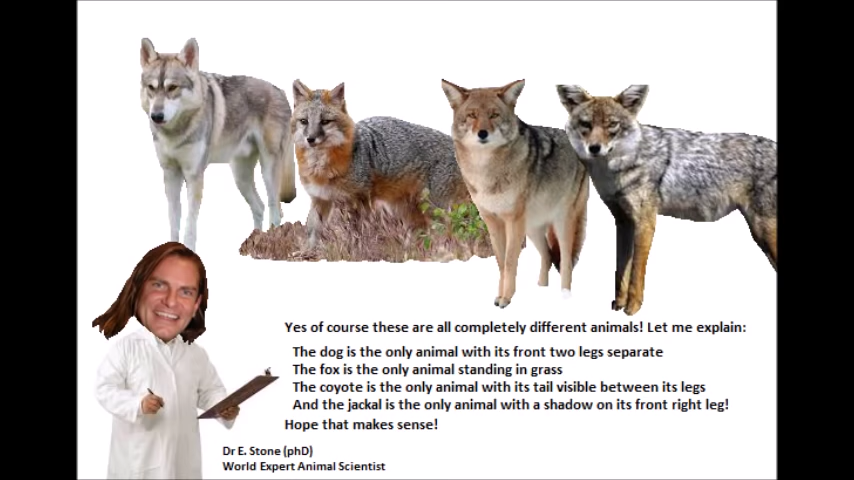 Yes of course these are all completely different animals! Let me explain:
The dog is the only animal with its front two legs separate
The fox is the only animal standing in grass
The coyote is the only animal with its tail visible between its legs
And the jackal is the only animal with a shadow on its front right leg!
Hope that makes sense!
Dr E. Stone (phD)
World Expert Animal Scientist